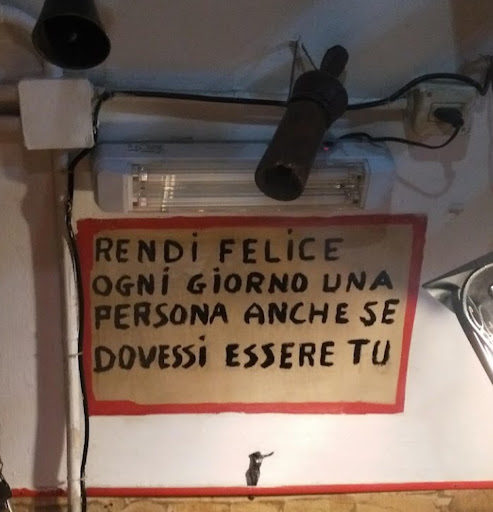 RENDI FELICE
OGNI GIORNO UNA
PERSONA ANCHE SE
DOVESSI ESSERE TU